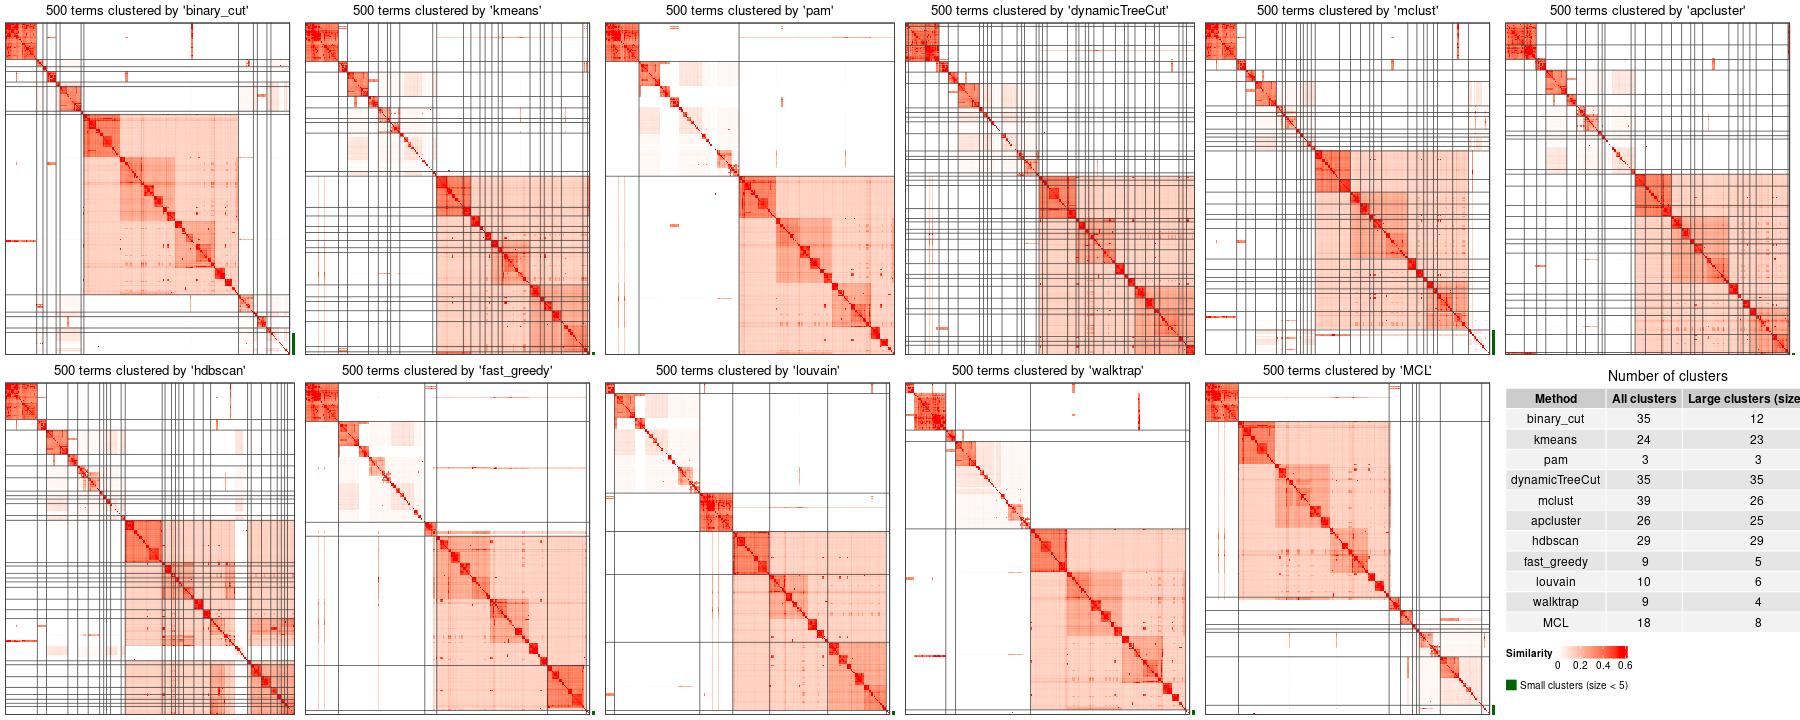 500 terms clustered by 'binary_cut'
500 terms clustered by 'kmeans'
500 terms clustered by 'pam'
500 terms clustered by 'dynamicTreeCut'
500 terms clustered by 'mclust'
500 terms clustered by 'apcluster'
500 terms clustered by 'hdbscan'
500 terms clustered by 'fast_greedy'
500 terms clustered by 'louvain'
500 terms clustered by 'walktrap'
500 terms clustered by 'MCL'
Number of clusters
Method All clusters Large clusters (size
binary_cut 35 12
kmeans 24 23
pam 3 3
dynamicTreeCut 35 35
mclust 39 26
apcluster 26 25
hdbscan 29 29
fast_greedy 9 5
louvain 10 6
walktrap 9 4
MCL 18 8
Similarity
0 0.2 0.4 0.6
Small clusters (size < 5)